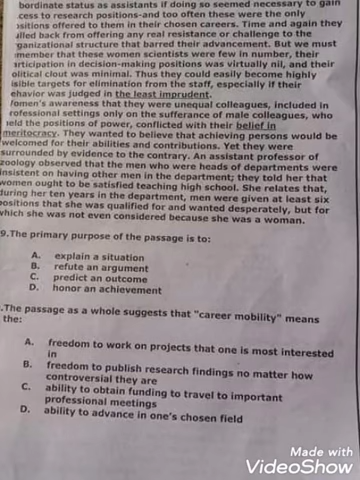 bordinate status as assistants if doing so seemed necessary to gain
cess to research positions-and too often these were the only
sitions offered to them in their chosen careers. Time and again they
alled back from offering any real resistance or challenge to the
ganizational structure that barred their advancement. But we must
member that these women scientists were few in number, their
rticipation in decision-making positions was virtually nil, and their
olitical clout was minimal. Thus they could easily become highly
isible targets for elimination from the staff, especially if their
ehavior was judged in the least imprudent.
omen's awareness that they were unequal colleagues, included in
rofessional settings only on the sufferance of male colleagues, who
eld the positions of power, conflicted with their belief in
meritocracy. They wanted to believe that achieving persons would be
welcomed for their abilities and contributions. Yet they were
surrounded by evidence to the contrary. An assistant professor of
zoology observed that the men who were heads of departments were
insistent on having other men in the department; they told her that
women ought to be satisfied teaching high school. She relates that,
during her ten years in the department, men were given at least six
positions that she was qualified for and wanted desperately, but for
which she was not even considered because she was a woman.
9.The primary purpose of the passage is to:
A. explain a situation
B. refute an argument
C. predict an outcome
D. honor an achievement
.The passage as a whole suggests that "career mobility" means
the:
A. freedom to work on projects that one is most interested
in
B. freedom to publish research findings no matter how
controversial they are
C. ability to obtain funding to travel to important
professional meetings
D. ability to advance in one's chosen field
Made with
VideoShow